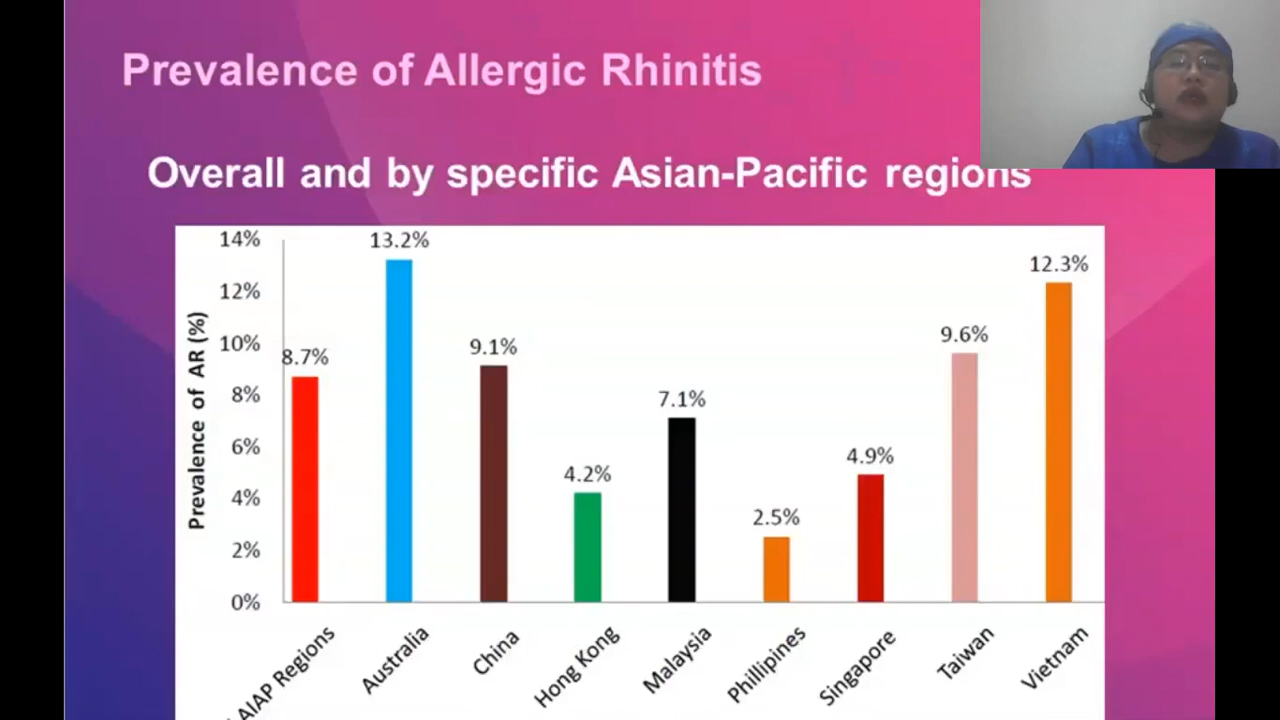 Prevalence of Allergic Rhinitis
Overall and by specific Asian-Pacific regions
Prevalence of AR (%)
14%
12%
10%
8%
6%
4%
2%
0%
8.7%
13.2%
9.1%
4.2%
7.1%
2.5%
4.9%
9.6%
12.3%
AIAP Regions
Australia
China
Hong Kong
Malaysia
Phillipines
Singapore
Taiwan
Vietnam